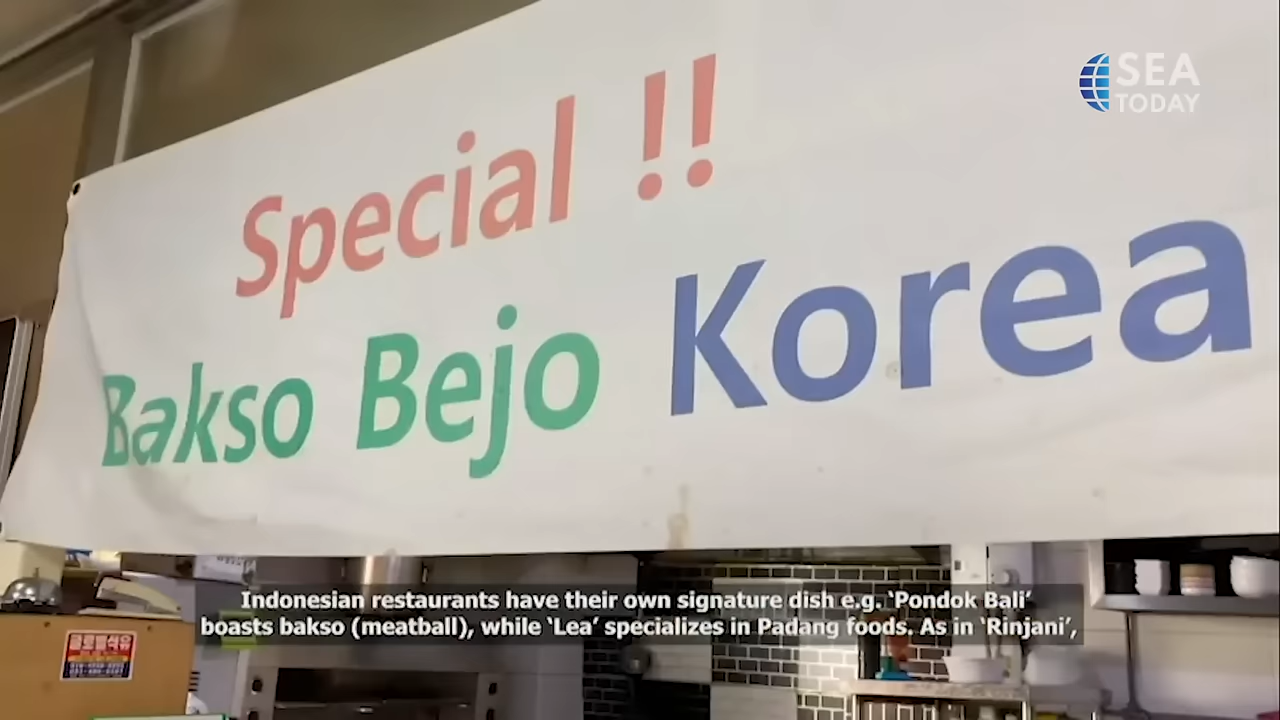 SEA
TODAY
Special !!
Bakso Bejo Korea
Indonesian restaurants have their own signature dish e.g. ‘Pondok Bali’
boasts bakso (meatball), while ‘Lea’ specializes in Padang foods. As in ‘Rinjani’,